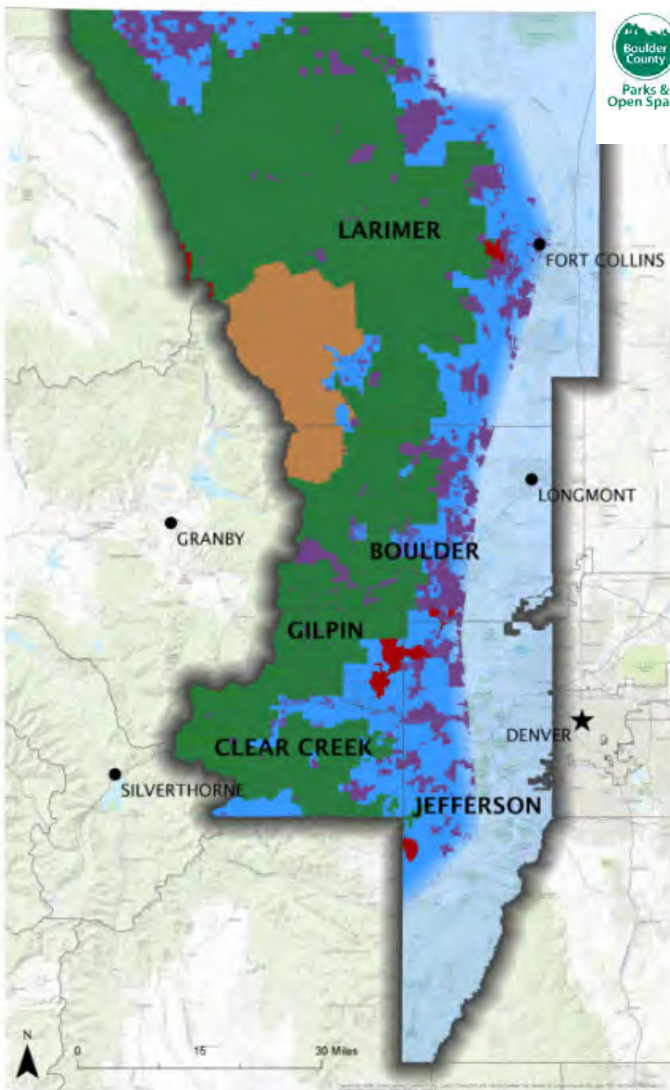 Boulder
County
Parks &
Open Spa
LARIMER
FORT COLLINS
LONGMONT
GRANBY
BOULDER
GILPIN
DENVER
CLEAR CREEK
SILVERTHORNE
JEFFERSON
N
0 15 30 Miles